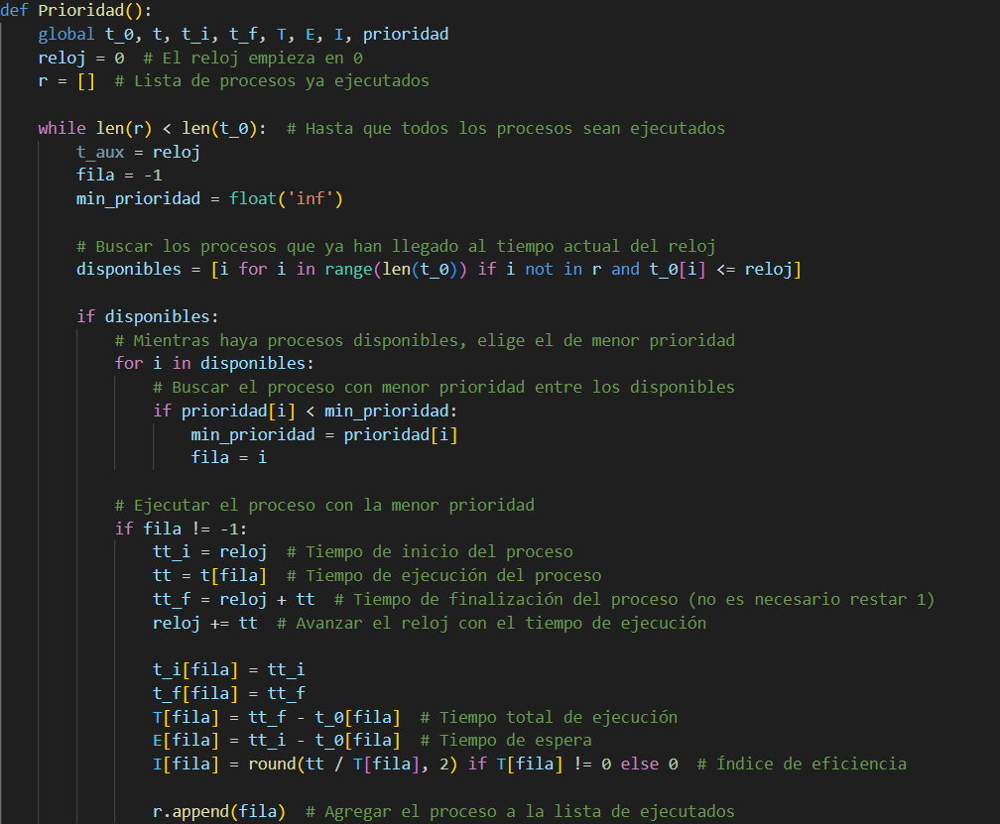 def Prioridad():
    global t_0, t, t_i, t_f, T, E, I, prioridad
    reloj = 0  # El reloj empieza en 0
    r = []  # Lista de procesos ya ejecutados

    while len(r) < len(t_0):  # Hasta que todos los procesos sean ejecutados
        t_aux = reloj
        fila = -1
        min_prioridad = float('inf')

        # Buscar los procesos que ya han llegado al tiempo actual del reloj
        disponibles = [i for i in range(len(t_0)) if i not in r and t_0[i] <= reloj]

        if disponibles:
            # Mientras haya procesos disponibles, elige el de menor prioridad
            for i in disponibles:
                # Buscar el proceso con menor prioridad entre los disponibles
                if prioridad[i] < min_prioridad:
                    min_prioridad = prioridad[i]
                    fila = i

            # Ejecutar el proceso con la menor prioridad
            if fila != -1:
                tt_i = reloj  # Tiempo de inicio del proceso
                tt = t[fila]  # Tiempo de ejecución del proceso
                tt_f = reloj + tt  # Tiempo de finalización del proceso (no es necesario restar 1)
                reloj += tt  # Avanzar el reloj con el tiempo de ejecución

                t_i[fila] = tt_i
                t_f[fila] = tt_f
                T[fila] = tt_f - t_0[fila]  # Tiempo total de ejecución
                E[fila] = tt_i - t_0[fila]  # Tiempo de espera
                I[fila] = round(tt / T[fila], 2) if T[fila] != 0 else 0  # Índice de eficiencia

                r.append(fila)  # Agregar el proceso a la lista de ejecutados